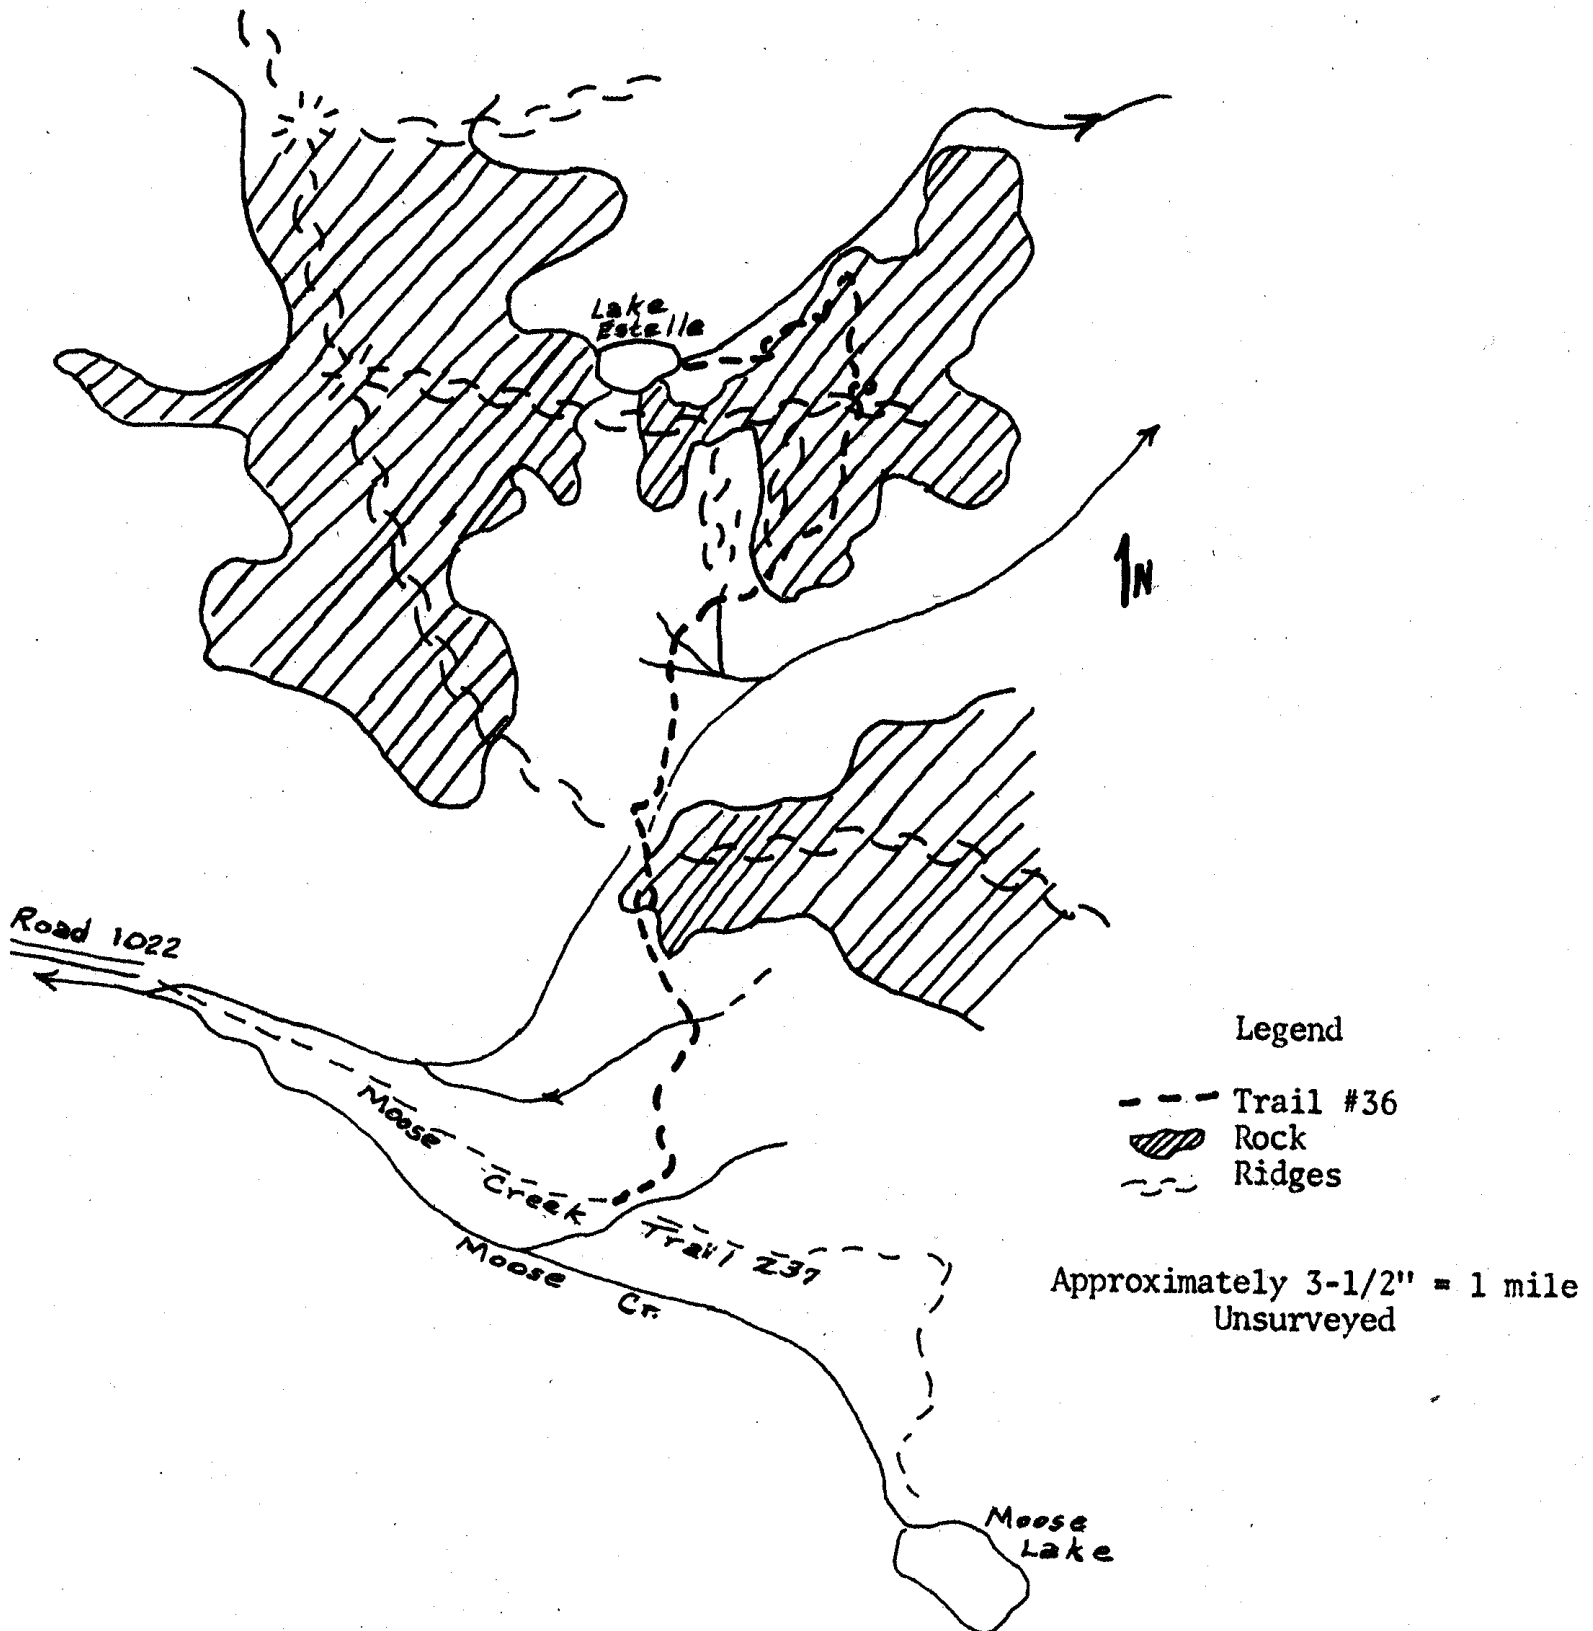 Lake
Estelle
N
Road 1022
Moose Creek Trail 237
Moose Cr.
Moose
Lake
Legend
Trail #36
Rock
Ridges
Approximately 3-1/2" = 1 mile
Unsurveyed